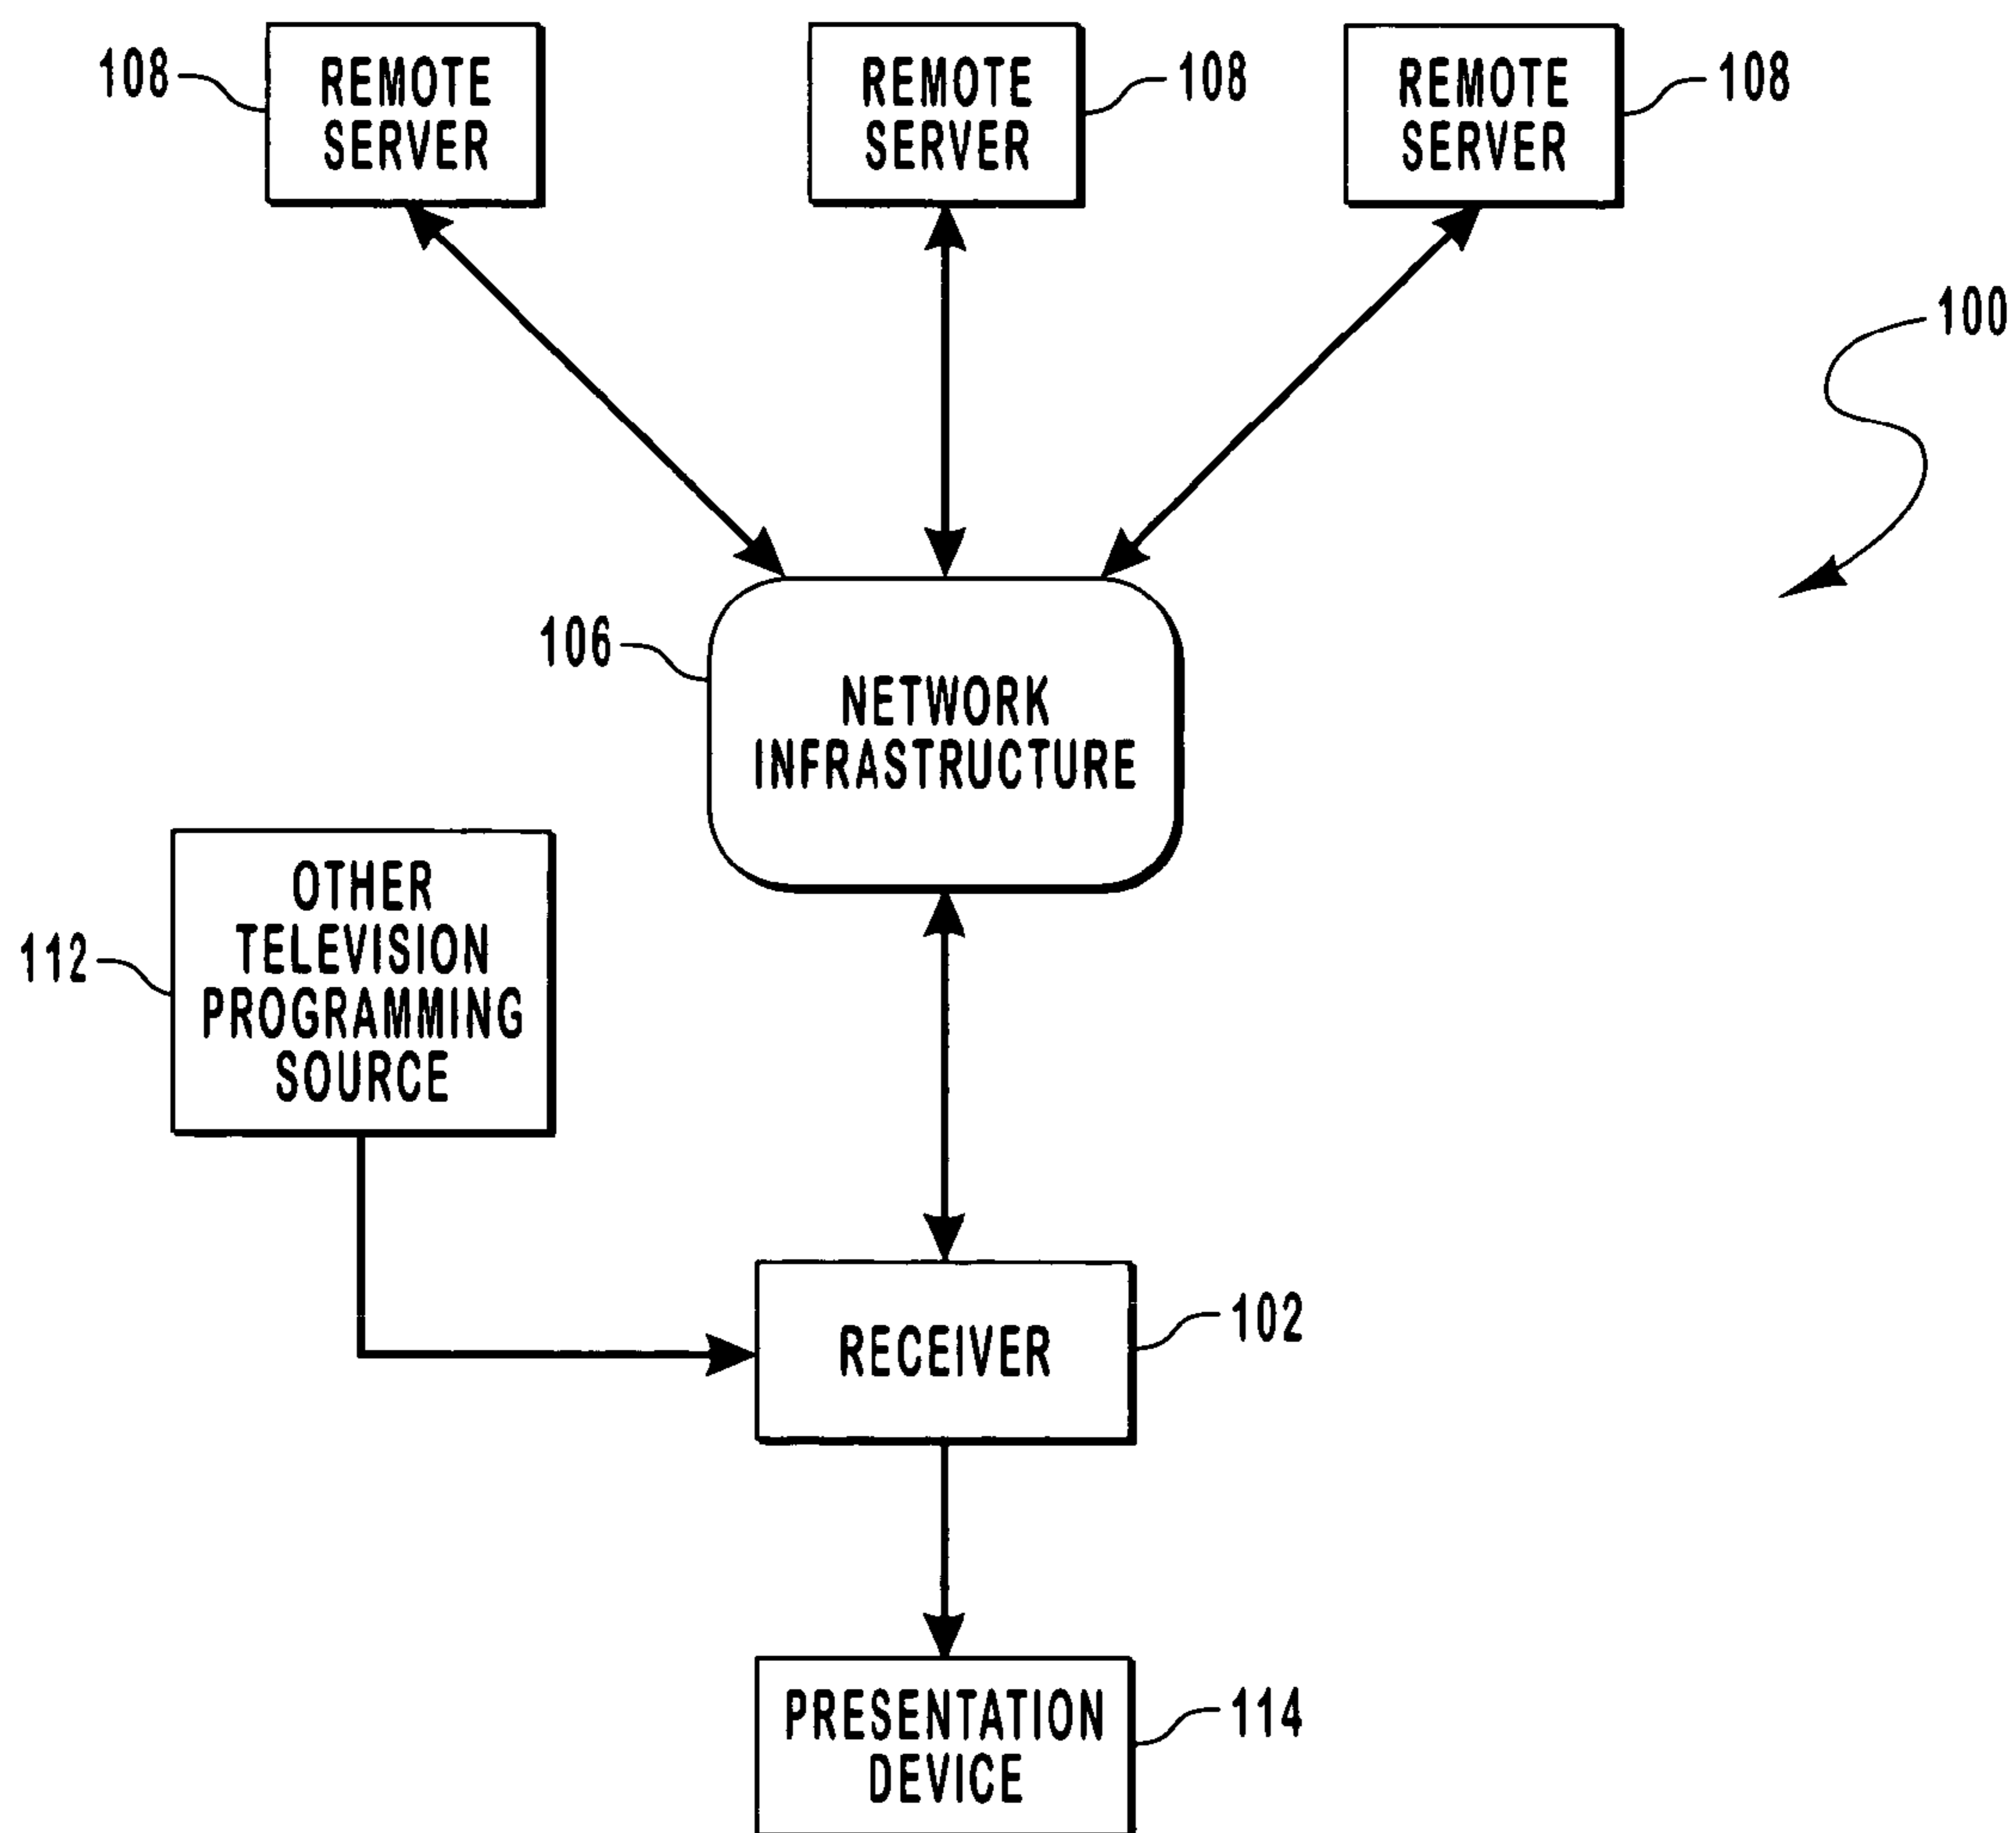 108
REMOTE
SERVER
REMOTE
SERVER
108
REMOTE
SERVER
108
100
106
NETWORK
INFRASTRUCTURE
112
OTHER
TELEVISION
PROGRAMMING
SOURCE
RECEIVER
102
PRESENTATION
DEVICE
114